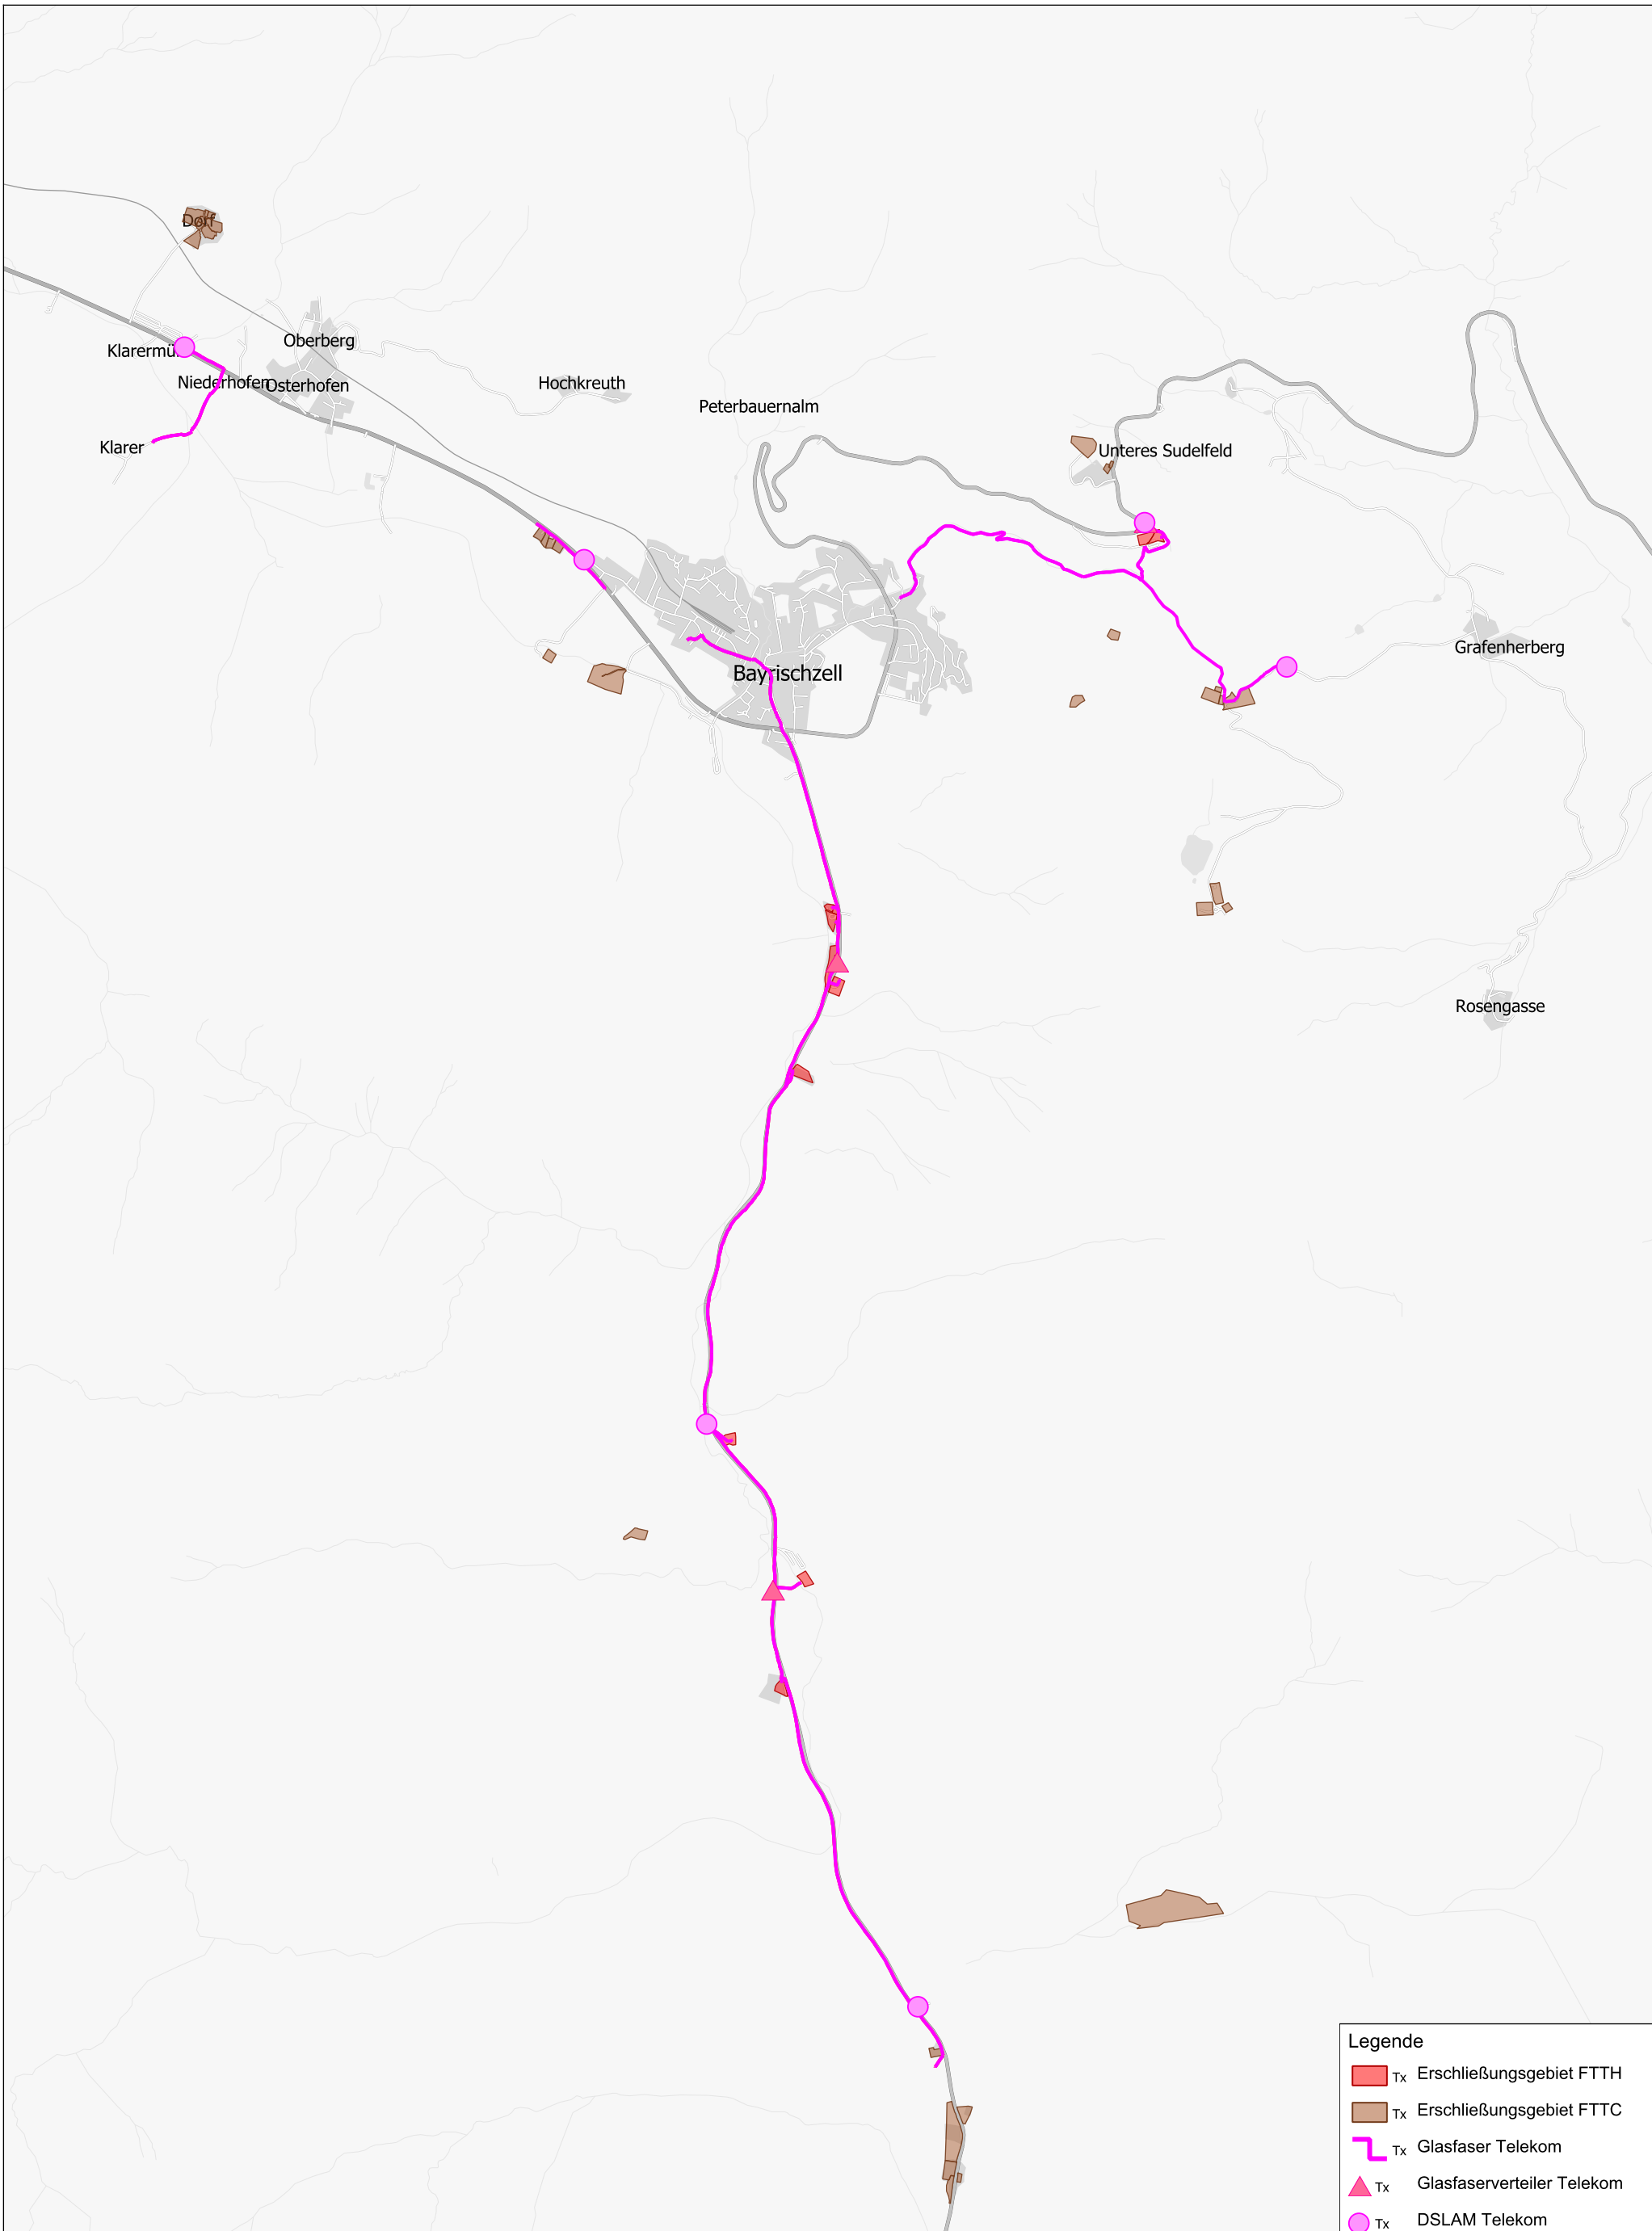 Dorf
Oberberg
Klarermü
Niederhofen
Osterhofen
Hochkreuth
Peterbauernalm
Klarer
Unteres Sudelfeld
Grafenherberg
Bayrischzell
Rosengasse
Legende
Tx Erschließungsgebiet FTTH
Tx Erschließungsgebiet FTTC
Tx Glasfaser Telekom
Tx Glasfaserverteiler Telekom
Tx DSLAM Telekom